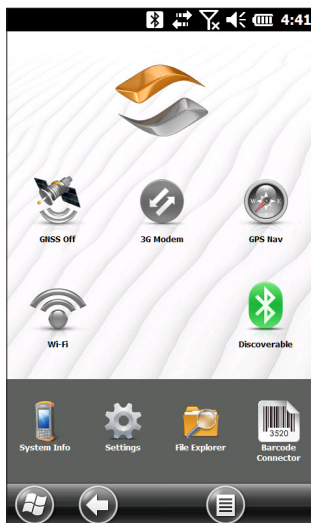 4:41
GNSS Off
3G Modem
GPS Nav
W
E
Wi-Fi
Discoverable
3520
System Info
Settings
File Explorer
Barcode
Connector